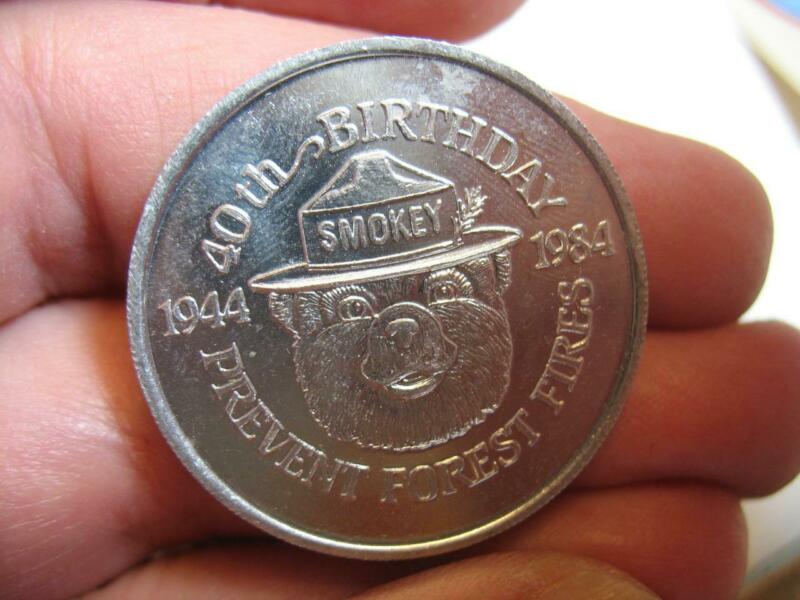 40th BIRTHDAY
SMOKEY
1944
1984
PREVENT FOREST FIRES